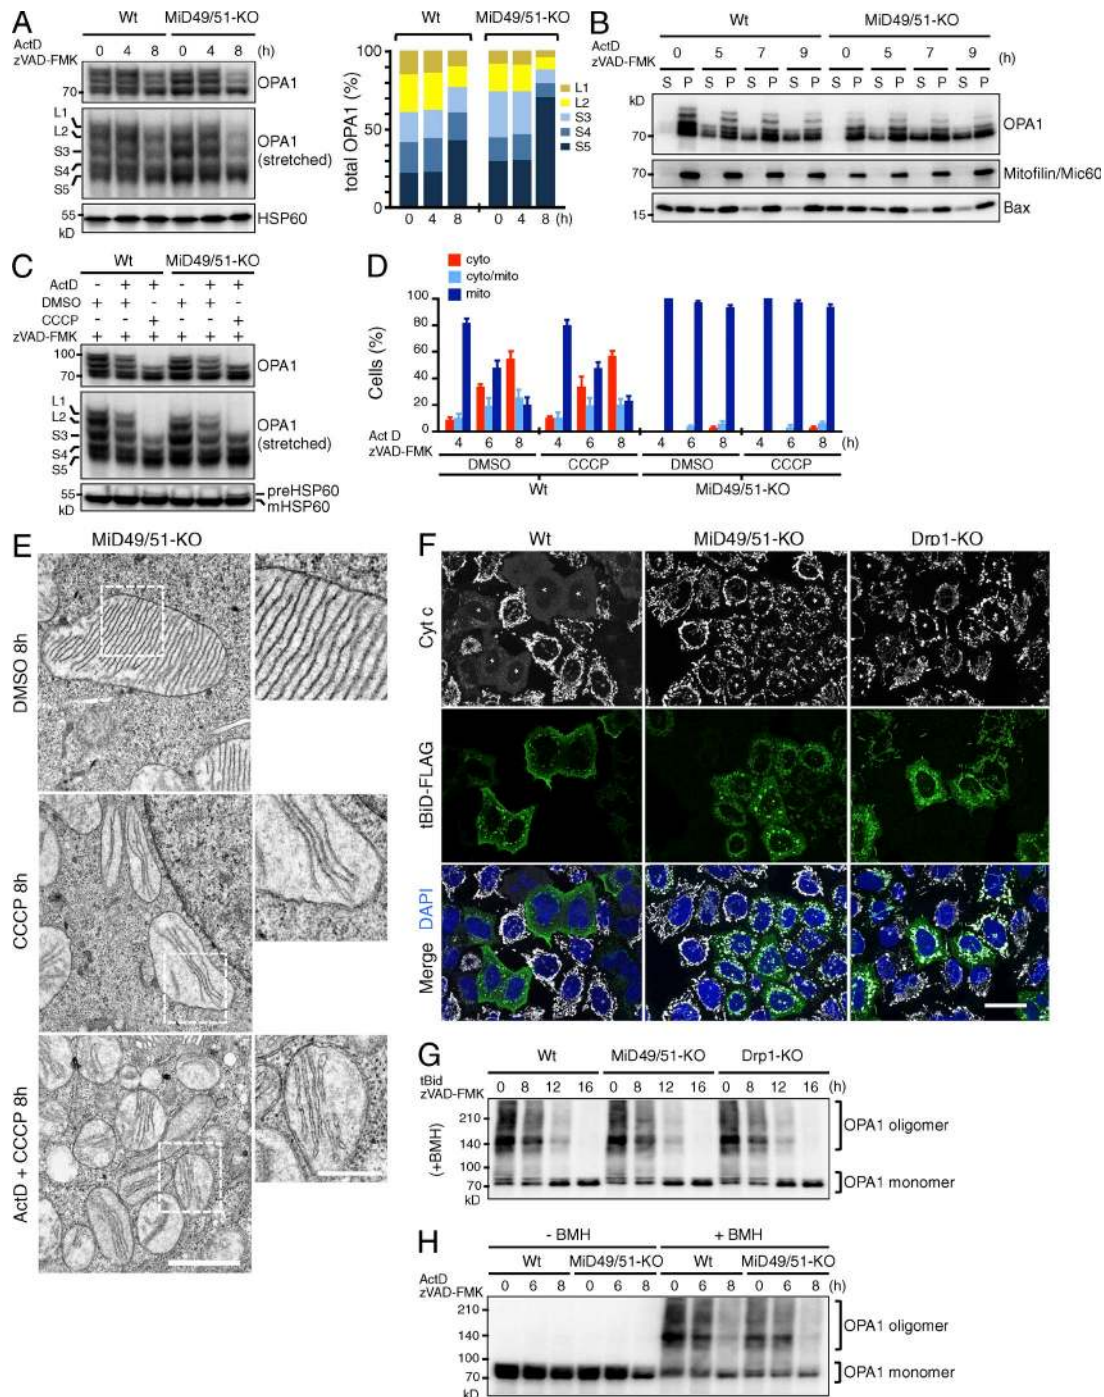 A
Wt MiD49/51-KO
ActD
zVAD-FMK
0 4 8 0 4 8 (h)
70
OPA1
L1
L2
S3
S4
S5
OPA1
(stretched)
55
kD
HSP60
total OPA1 (%)
100
50
0
0 4 8 0 4 8 (h)
Wt MiD49/51-KO
L1
L2
S3
S4
S5
B
Wt MiD49/51-KO
ActD
zVAD-FMK
0 5 7 9 0 5 7 9 (h)
S P S P S P S P S P S P S P S P
kD
70
OPA1
70
Mitofilin/Mic60
15
Bax
C
Wt MiD49/51-KO
- + + - + + ActD
DMSO + + - + + -
CCCP - - + - - +
zVAD-FMK + + + + + +
100
70
OPA1
L1
L2
S3
S4
S5
OPA1
(stretched)
55
kD
preHSP60
mHSP60
D
cyto
cyto/mito
mito
Cells (%)
100
80
60
40
20
0
Act D
zVAD-FMK
4 6 8 4 6 8 4 6 8 4 6 8 (h)
DMSO CCCP DMSO CCCP
Wt MiD49/51-KO
E
MiD49/51-KO
DMSO 8h
CCCP 8h
ActD + CCCP 8h
F
Wt MiD49/51-KO Drp1-KO
Cyt c
tBiD-FLAG
Merge DAPI
G
Wt MiD49/51-KO Drp1-KO
tBid
zVAD-FMK
0 8 12 16 0 8 12 16 0 8 12 16 (h)
(+BMH)
210
140
100
70
kD
OPA1 oligomer
OPA1 monomer
H
- BMH + BMH
Wt MiD49/51-KO Wt MiD49/51-KO
ActD
zVAD-FMK
0 6 8 0 6 8 0 6 8 0 6 8 (h)
210
140
100
70
kD
OPA1 oligomer
OPA1 monomer